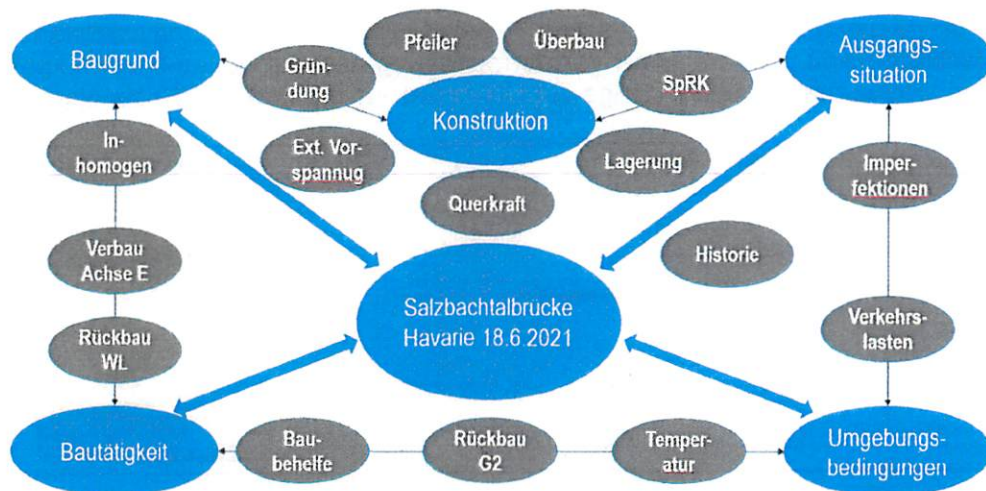 Pfeiler
Überbau
Baugrund
Grün-
dung
Konstruktion
SpRK
Ausgangs-
situation
In-
homogen
Ext. Vor-
spannug
Lagerung
Imper-
fektionen
Querkraft
Verbau
Achse E
Historie
Salzbachtalbrücke
Havarie 18.6.2021
Rückbau
WL
Verkehrs-
lasten
Bautätigkeit
Bau-
behelfe
Rückbau
G2
Temper-
atur
Umgebungs-
bedingungen